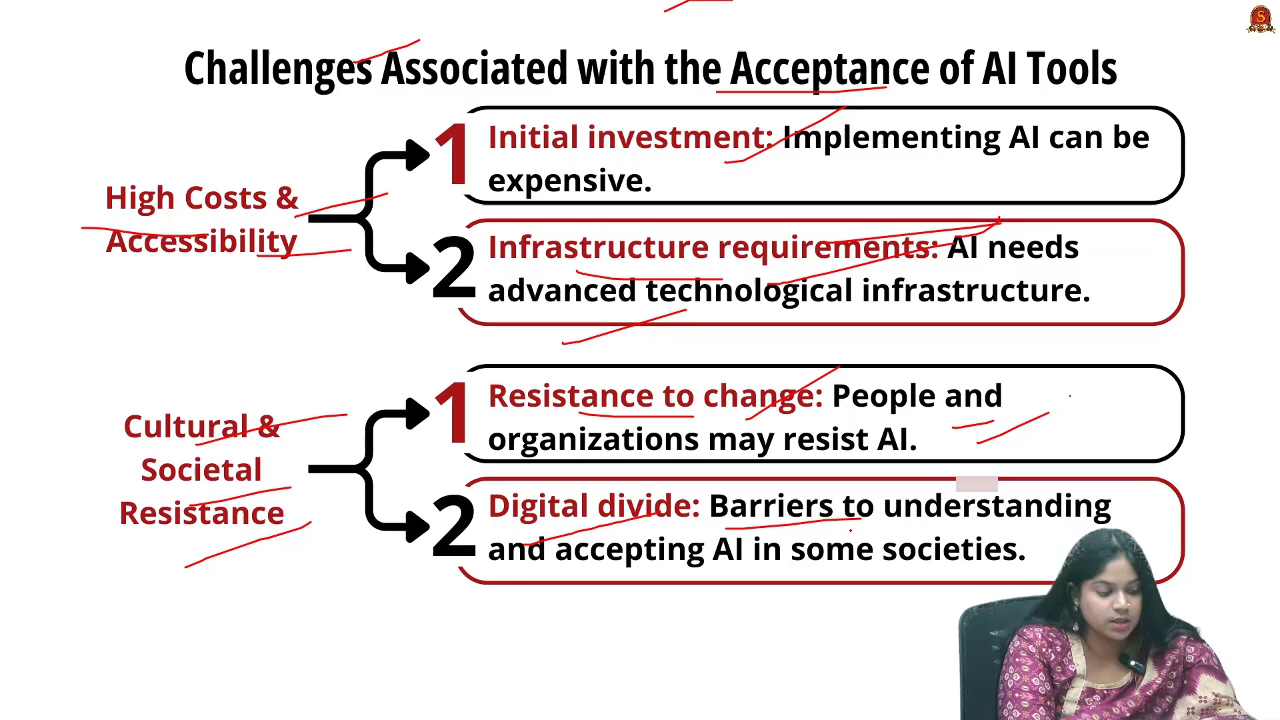 Challenges Associated with the Acceptance of AI Tools
High Costs &
Accessibility
1
Initial investment: Implementing AI can be
expensive.
2
Infrastructure requirements: AI needs
advanced technological infrastructure.
Cultural &
Societal
Resistance
1
Resistance to change: People and
organizations may resist AI.
2
Digital divide: Barriers to understanding
and accepting AI in some societies.
S